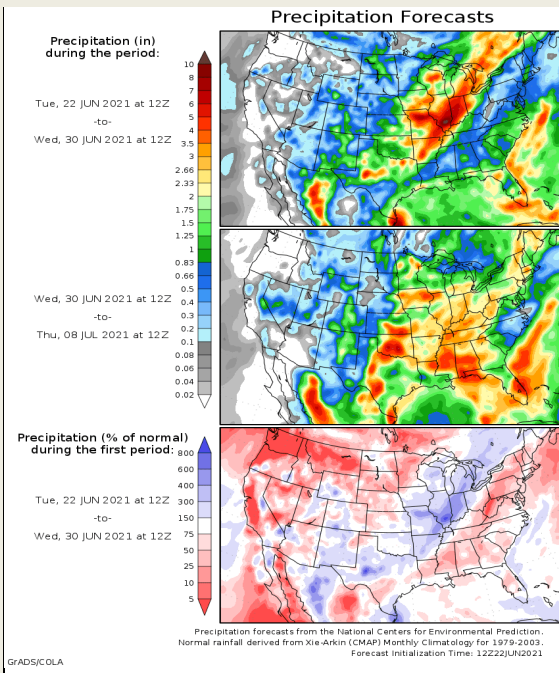 Precipitation Forecasts
Precipitation (in)
during the period:
Tue, 22 JUN 2021 at 12Z
-to-
Wed, 30 JUN 2021 at 12Z
10
8
7
6
5
4
3.5
3
2.66
2.33
2
1.75
1.5
1.25
1
0.83
0.66
0.5
0.4
0.3
0.2
0.1
0.08
0.06
0.04
0.02
Wed, 30 JUN 2021 at 12Z
-to-
Thu, 08 JUL 2021 at 12Z
Precipitation (% of normal)
during the first period:
Tue, 22 JUN 2021 at 12Z
-to-
Wed, 30 JUN 2021 at 12Z
800
600
400
300
150
75
50
25
10
5
Precipitation forecasts from the National Centers for Environmental Prediction.
Normal rainfall derived from Xie-Arkin (CMAP) Monthly Climatology for 1979-2003.
Forecast Initialization Time: 12Z22JUN2021
GrADS/COLA